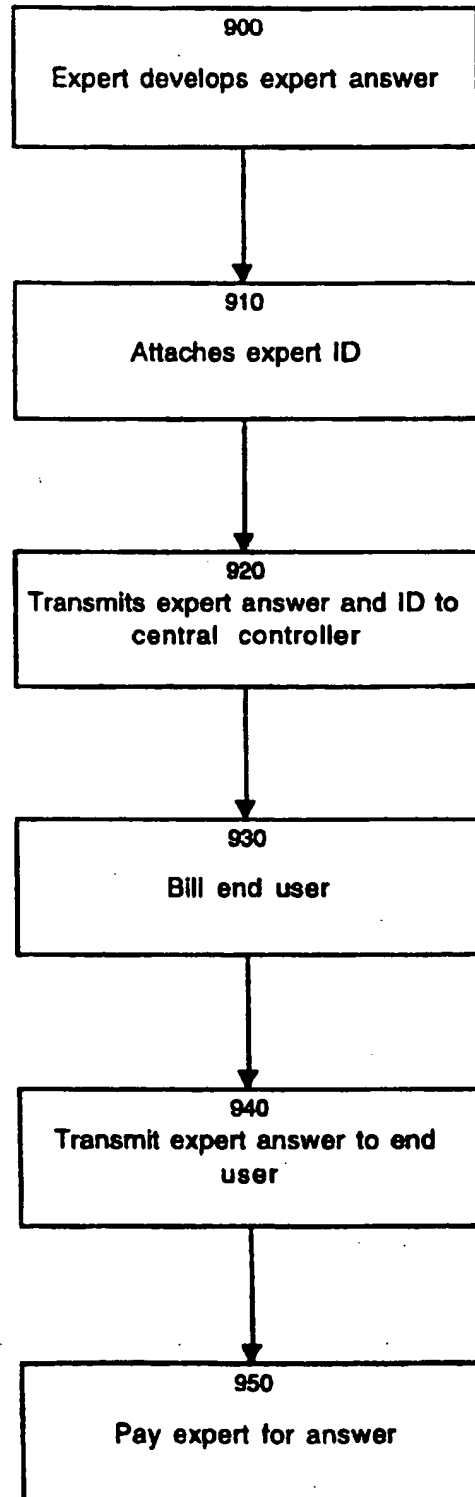 900
Expert develops expert answer
910
Attaches expert ID
920
Transmits expert answer and ID to
central controller
930
Bill end user
940
Transmit expert answer to end
user
950
Pay expert for answer